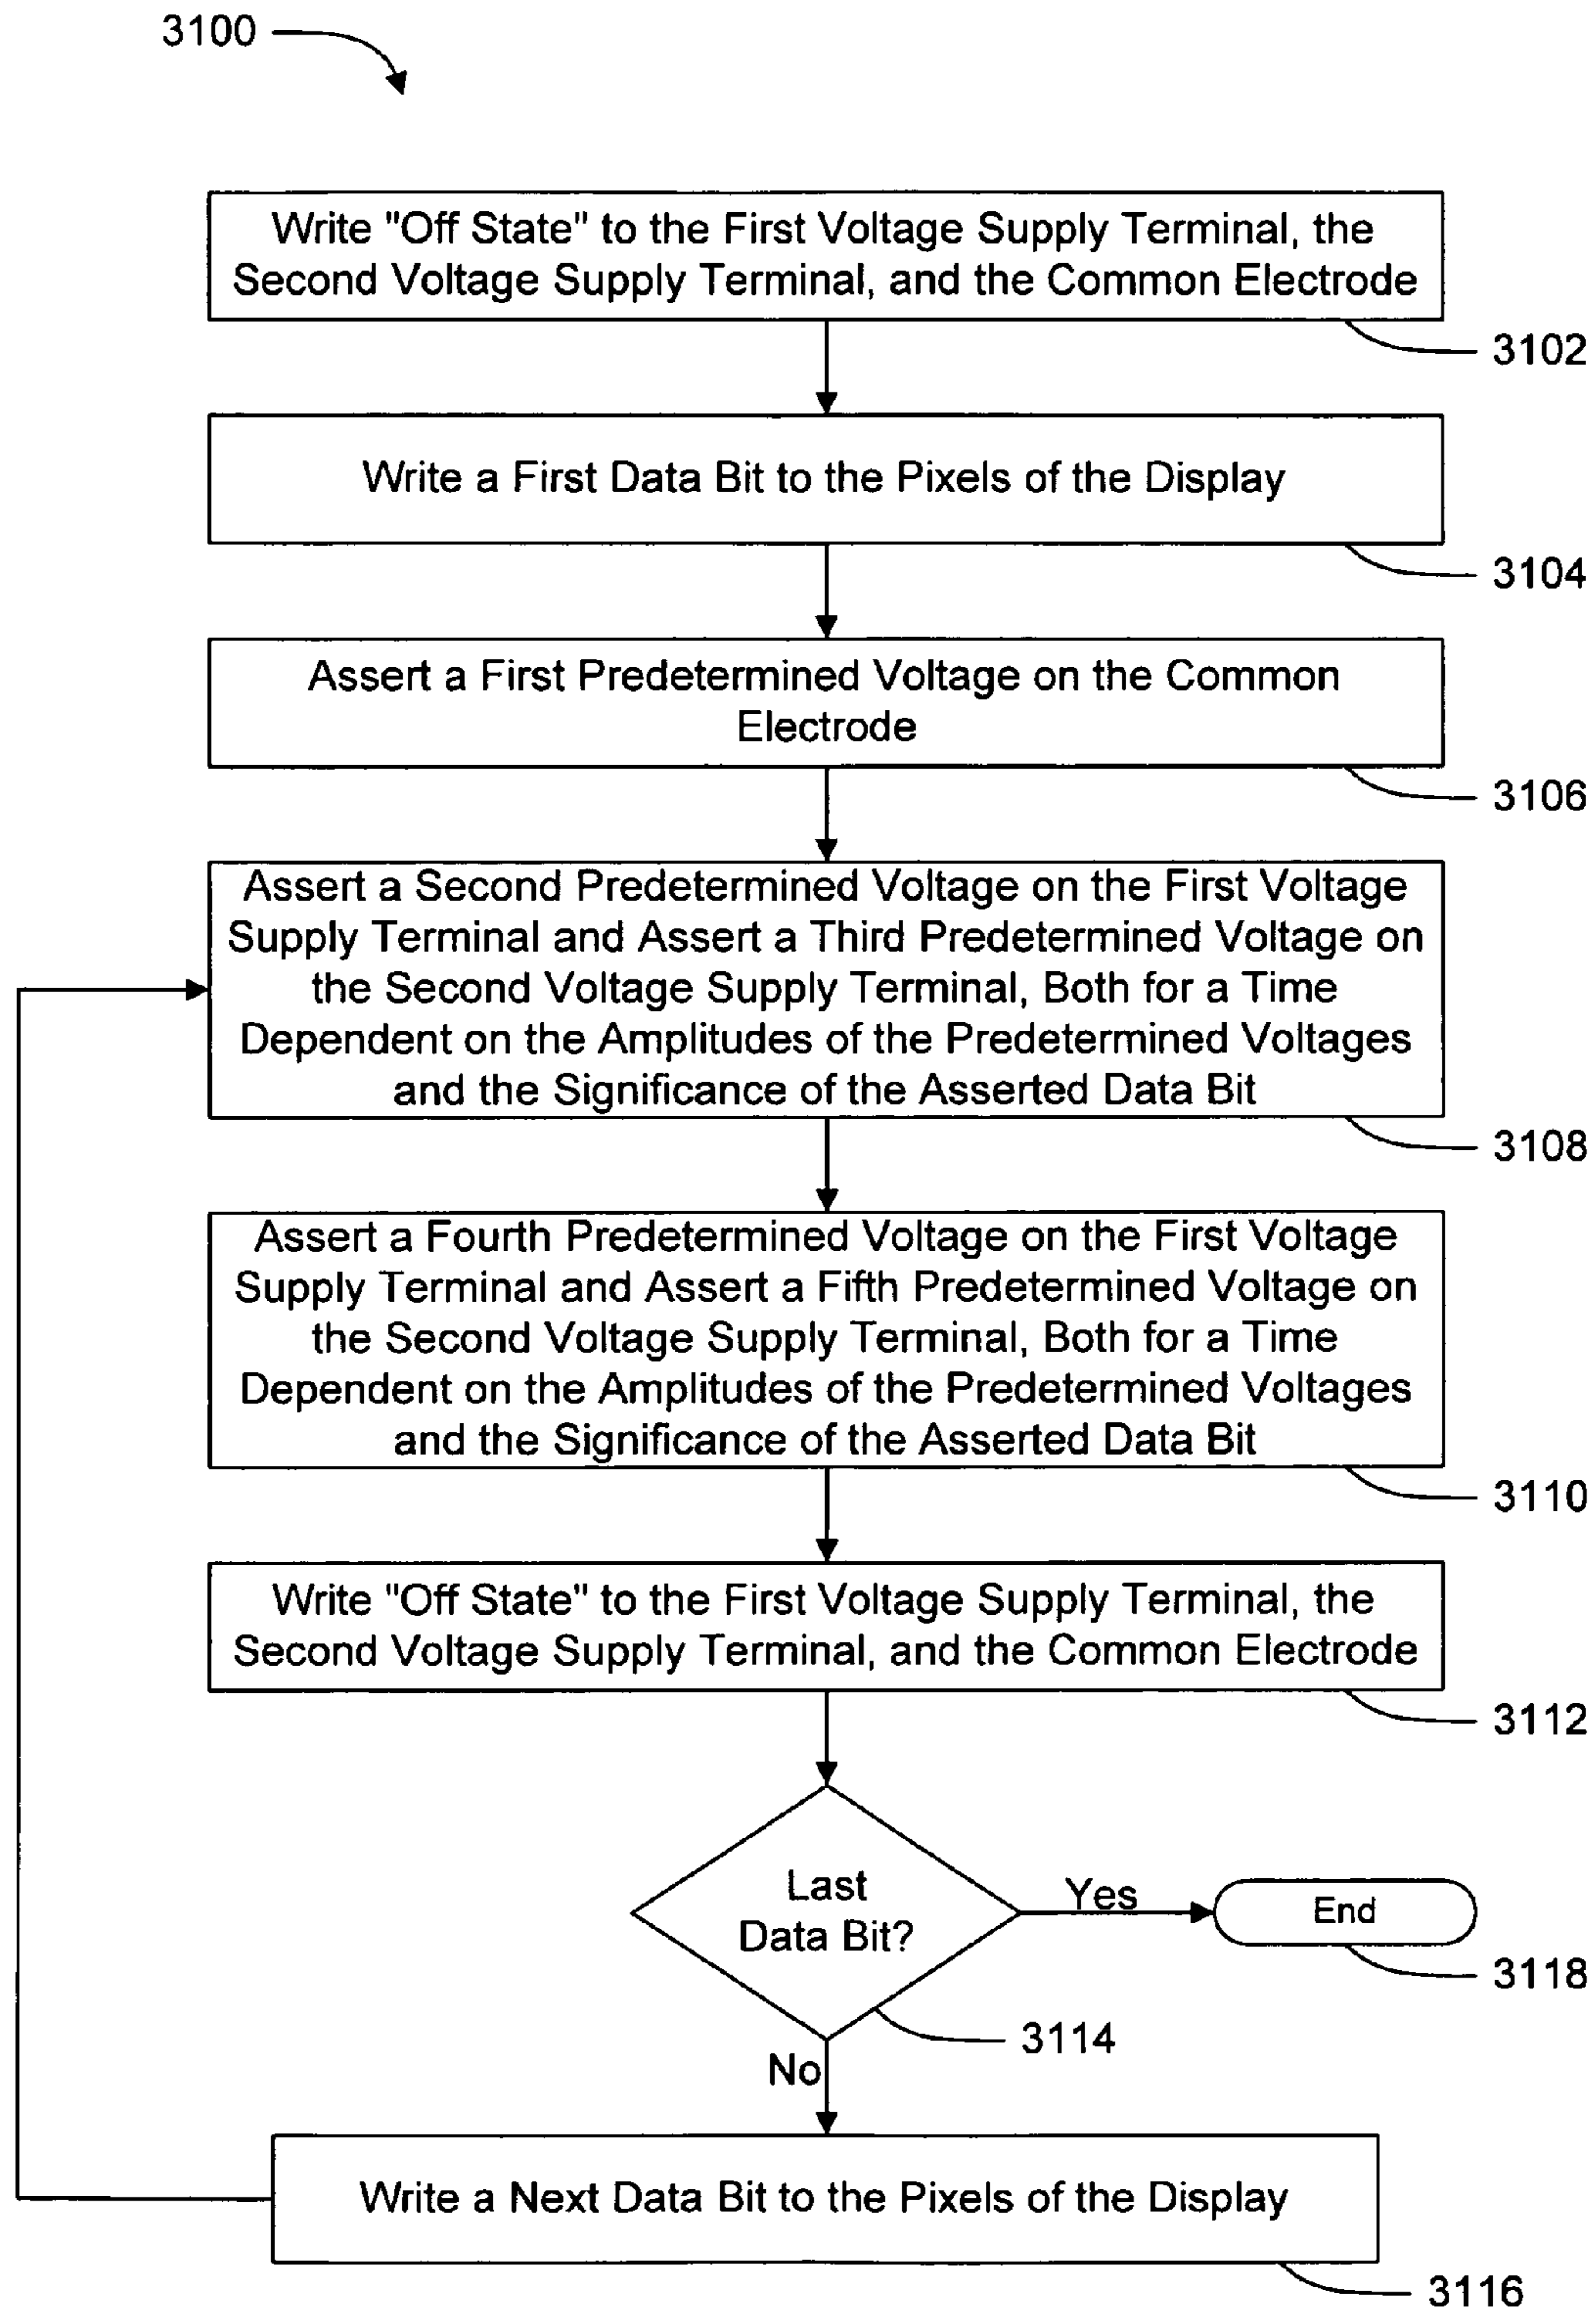 3100
Write "Off State" to the First Voltage Supply Terminal, the
Second Voltage Supply Terminal, and the Common Electrode
3102
Write a First Data Bit to the Pixels of the Display
3104
Assert a First Predetermined Voltage on the Common
Electrode
3106
Assert a Second Predetermined Voltage on the First Voltage
Supply Terminal and Assert a Third Predetermined Voltage on
the Second Voltage Supply Terminal, Both for a Time
Dependent on the Amplitudes of the Predetermined Voltages
and the Significance of the Asserted Data Bit
3108
Assert a Fourth Predetermined Voltage on the First Voltage
Supply Terminal and Assert a Fifth Predetermined Voltage on
the Second Voltage Supply Terminal, Both for a Time
Dependent on the Amplitudes of the Predetermined Voltages
and the Significance of the Asserted Data Bit
3110
Write "Off State" to the First Voltage Supply Terminal, the
Second Voltage Supply Terminal, and the Common Electrode
3112
Last
Data Bit?
Yes
End
3118
3114
No
Write a Next Data Bit to the Pixels of the Display
3116